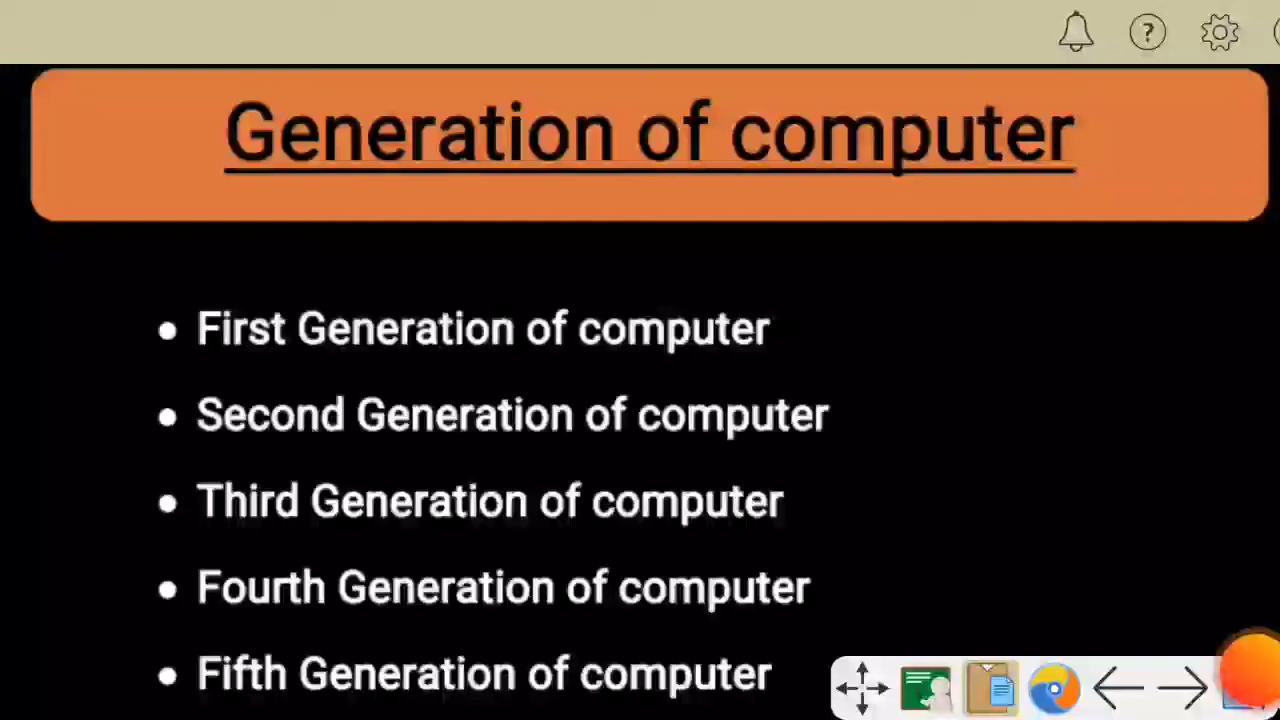 Generation of computer
• First Generation of computer
• Second Generation of computer
• Third Generation of computer
• Fourth Generation of computer
• Fifth Generation of computer